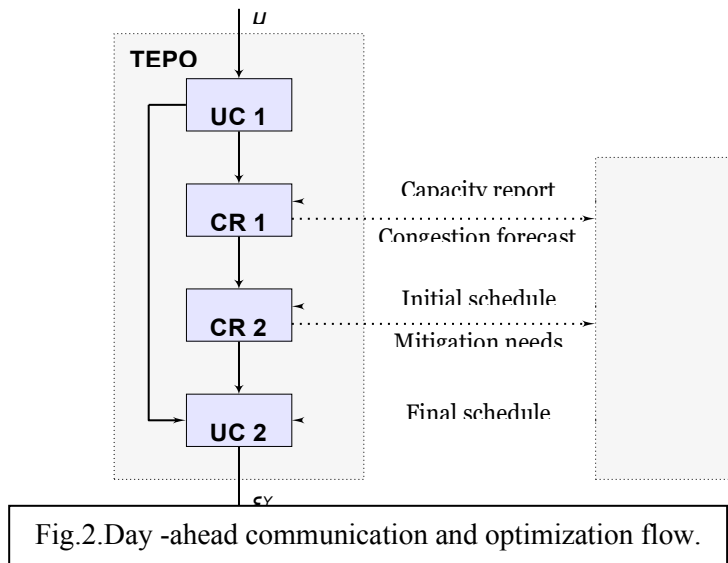 TEPO
UC 1
CR 1
Capacity report
Congestion forecast
CR 2
Initial schedule
Mitigation needs
UC 2
Final schedule
Fig.2.Day -ahead communication and optimization flow.